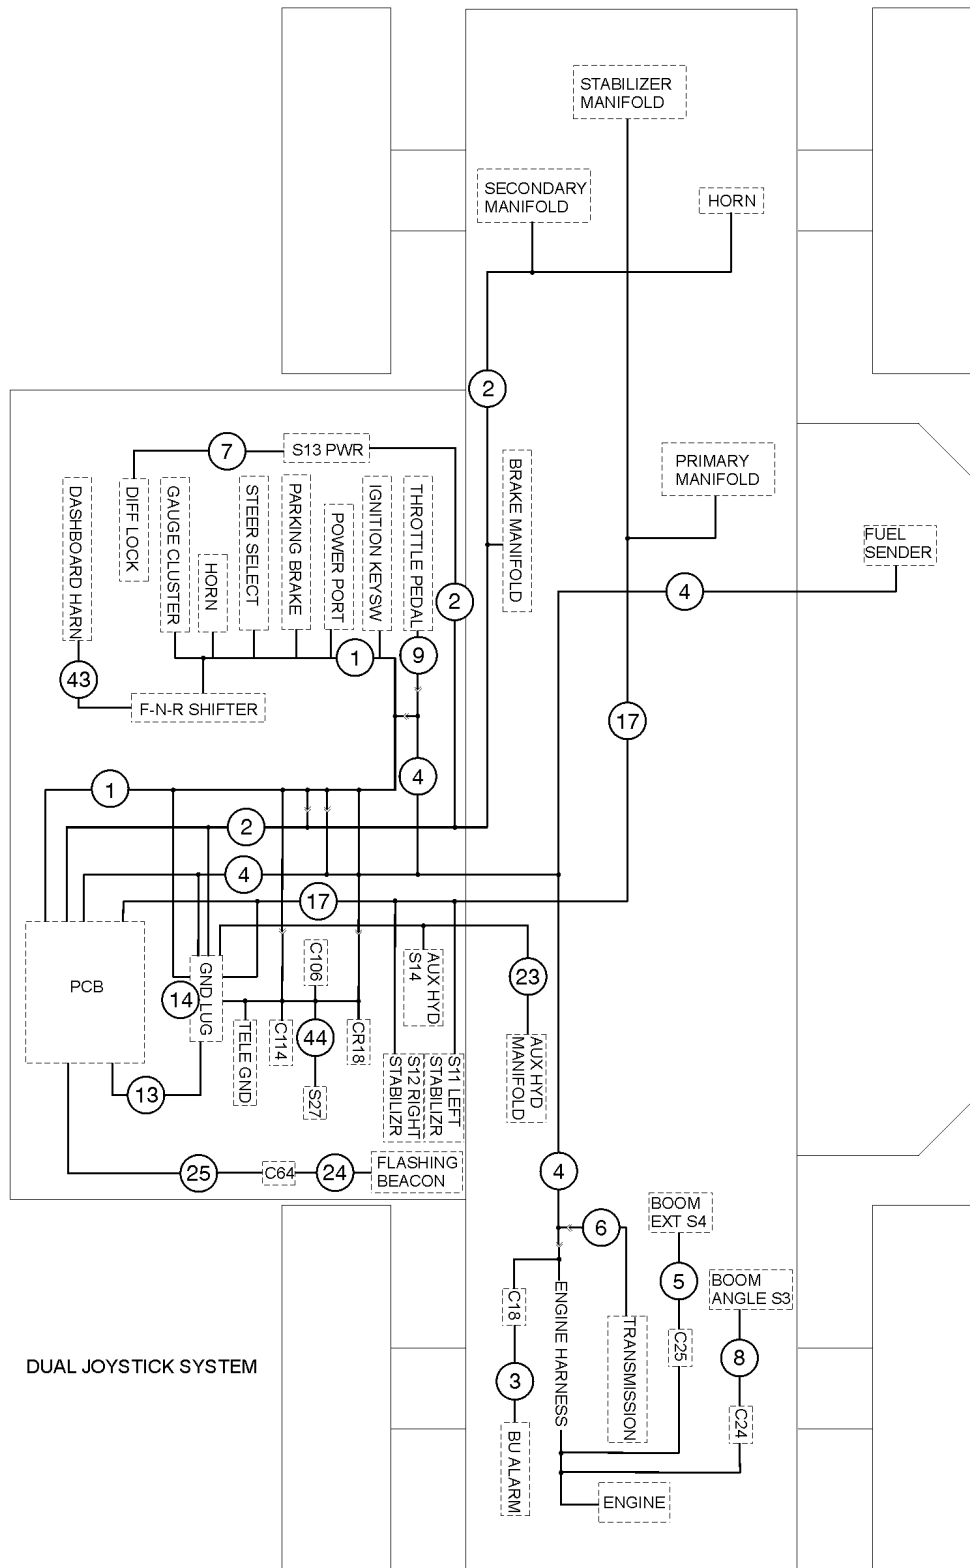 STABILIZER
MANIFOLD
SECONDARY
MANIFOLD
HORN
2
7
S13 PWR
DASHBOARD HARN
DIFF LOCK
GAUGE CLUSTER
HORN
STEER SELECT
PARKING BRAKE
POWER PORT
IGNITION KEYSW
THROTTLE PEDAL
BRAKE MANIFOLD
PRIMARY
MANIFOLD
FUEL
SENDER
4
2
1
9
43
F-N-R SHIFTER
17
4
1
2
4
17
PCB
14
GND LUG
C106
AUX HYD
S14
23
TELE GND
C114
44
CR18
S27
S12 RIGHT
STABILIZR
S11 LEFT
STABILIZR
AUX HYD
MANIFOLD
13
25
C64
24
FLASHING
BEACON
4
6
BOOM
EXT S4
5
BOOM
ANGLE S3
C18
ENGINE HARNESS
TRANSMISSION
C25
8
DUAL JOYSTICK SYSTEM
3
C24
BU ALARM
ENGINE